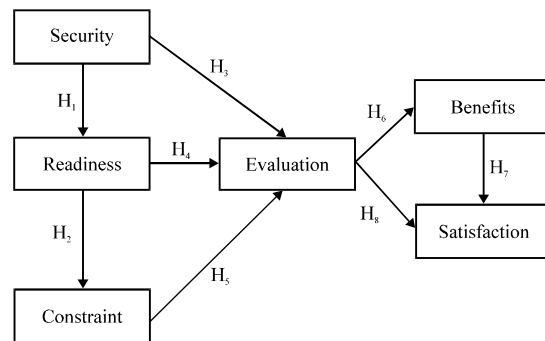 Security
H1
H3
Readiness
H4
Evaluation
H6
Benefits
H7
H2
H8
Satisfaction
H5
Constraint